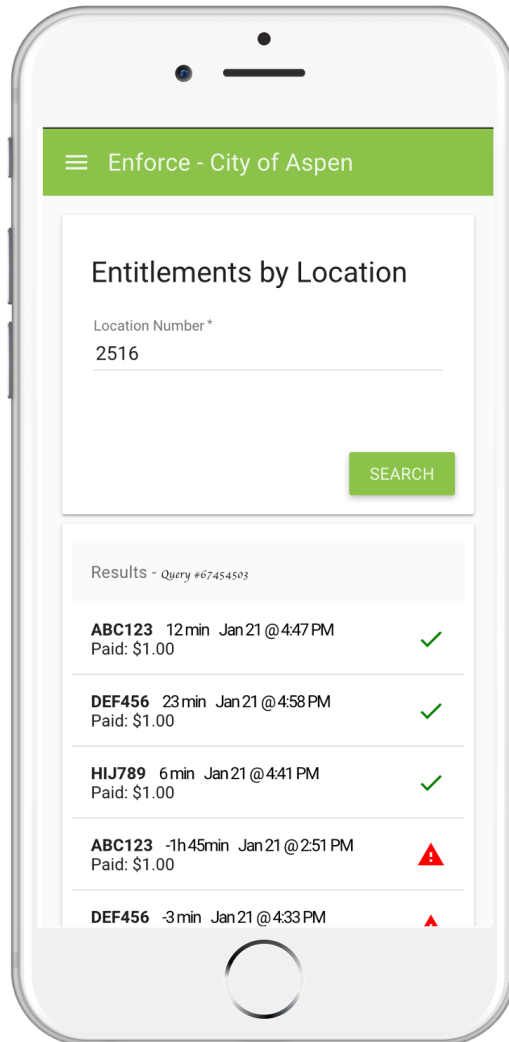 Enforce - City of Aspen
Entitlements by Location
Location Number *
2516
SEARCH
Results - Query #67454503
ABC123 12 min Jan 21 @ 4:47 PM
Paid: $1.00
DEF456 23 min Jan 21 @ 4:58 PM
Paid: $1.00
HIJ789 6 min Jan 21 @ 4:41 PM
Paid: $1.00
ABC123 -1h 45min Jan 21 @ 2:51 PM
Paid: $1.00
DEF456 -3 min Jan 21 @ 4:33 PM